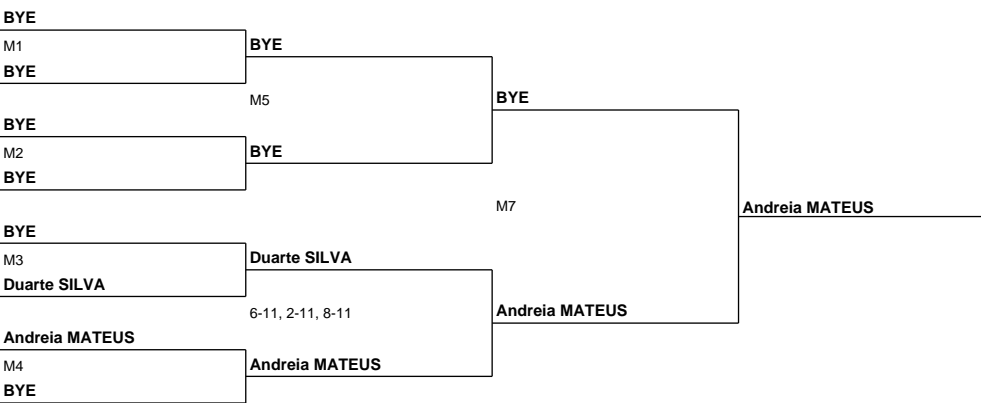 BYE
M1
BYE
BYE
M5
BYE
BYE
M2
BYE
BYE
M7
Andreia MATEUS
BYE
M3
Duarte SILVA
Duarte SILVA
6-11, 2-11, 8-11
Andreia MATEUS
Andreia MATEUS
M4
Andreia MATEUS
BYE